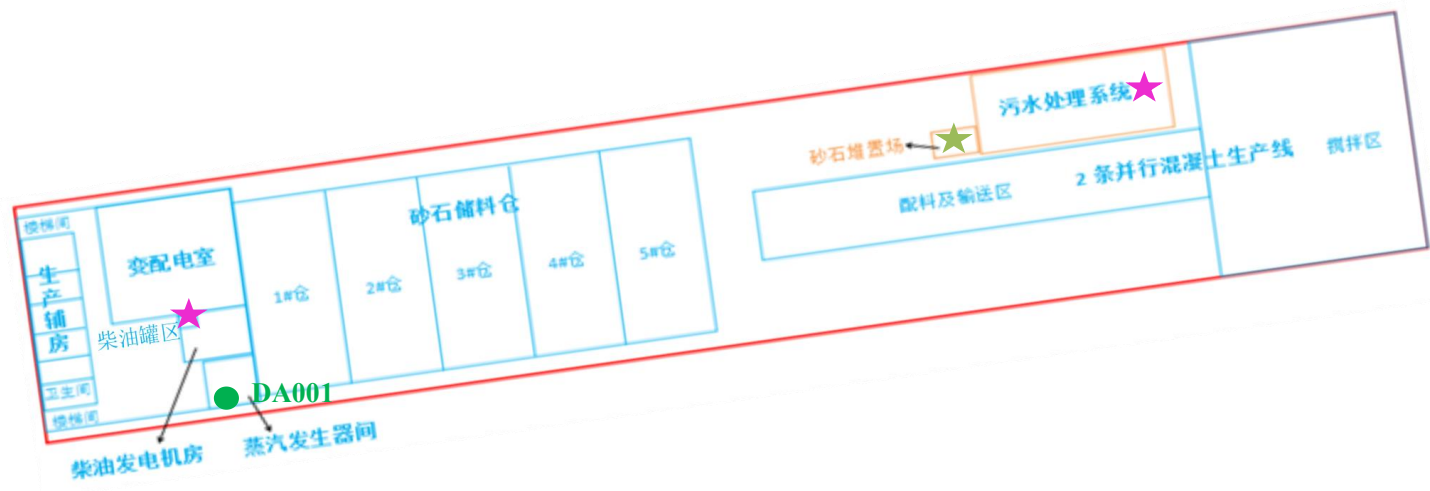 污水处理系统
砂石堆置场
2 条并行混凝土生产线
搅拌区
配料及输送区
砂石储料仓
楼梯间
变配电室
1#仓
2#仓
3#仓
4#仓
5#仓
生产辅房
柴油罐区
卫生间
DA001
楼梯间
柴油发电机房
蒸汽发生器间